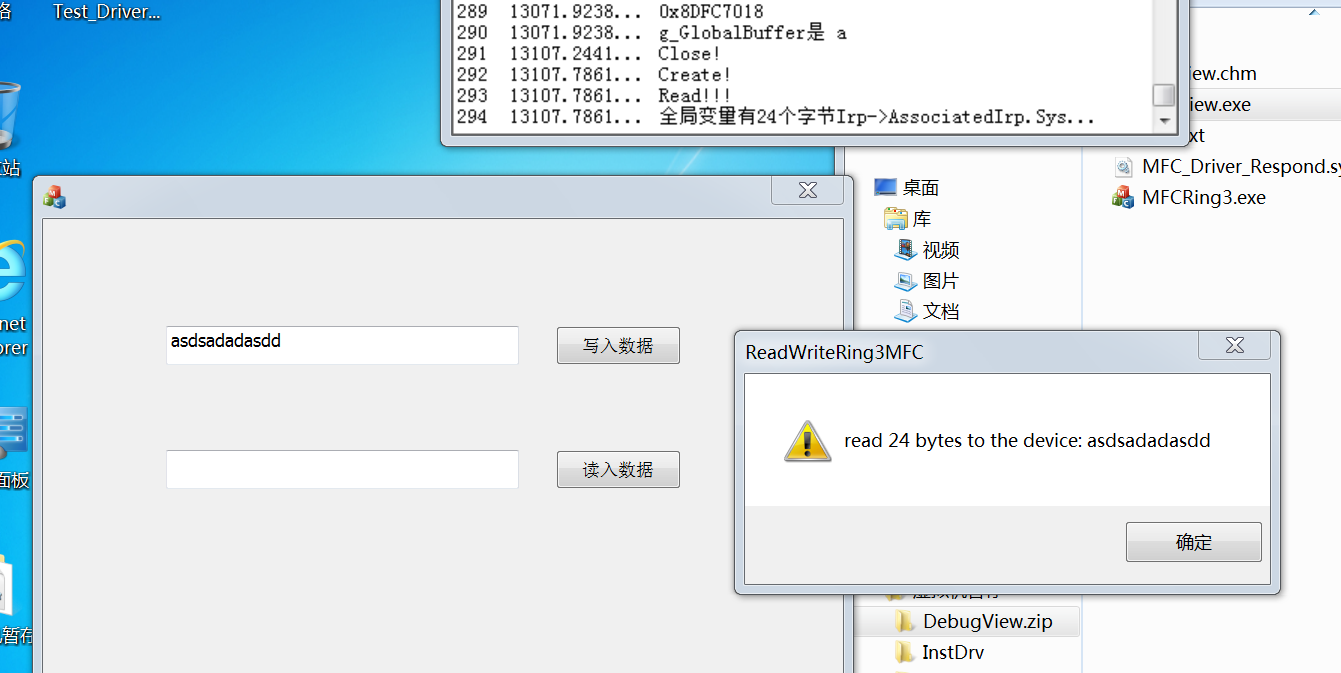 Test_Driver...
289 13071.9238... 0x8DFC7018
290 13071.9238... g_GlobalBuffer是 a
291 13107.2441... Close!
292 13107.7861... Create!
293 13107.7861... Read!!!
294 13107.7861... 全局变量有24个字节Irp->AssociatedIrp.Sys...
iew.chm
iew.exe
xt
MFC_Driver_Respond.sy
MFCRing3.exe
站
net
orer
面板
暂存
asdsadadasdd
写入数据
读入数据
桌面
库
视频
图片
文档
ReadWriteRing3MFC
read 24 bytes to the device: asdsadadasdd
确定
DebugView.zip
InstDrv